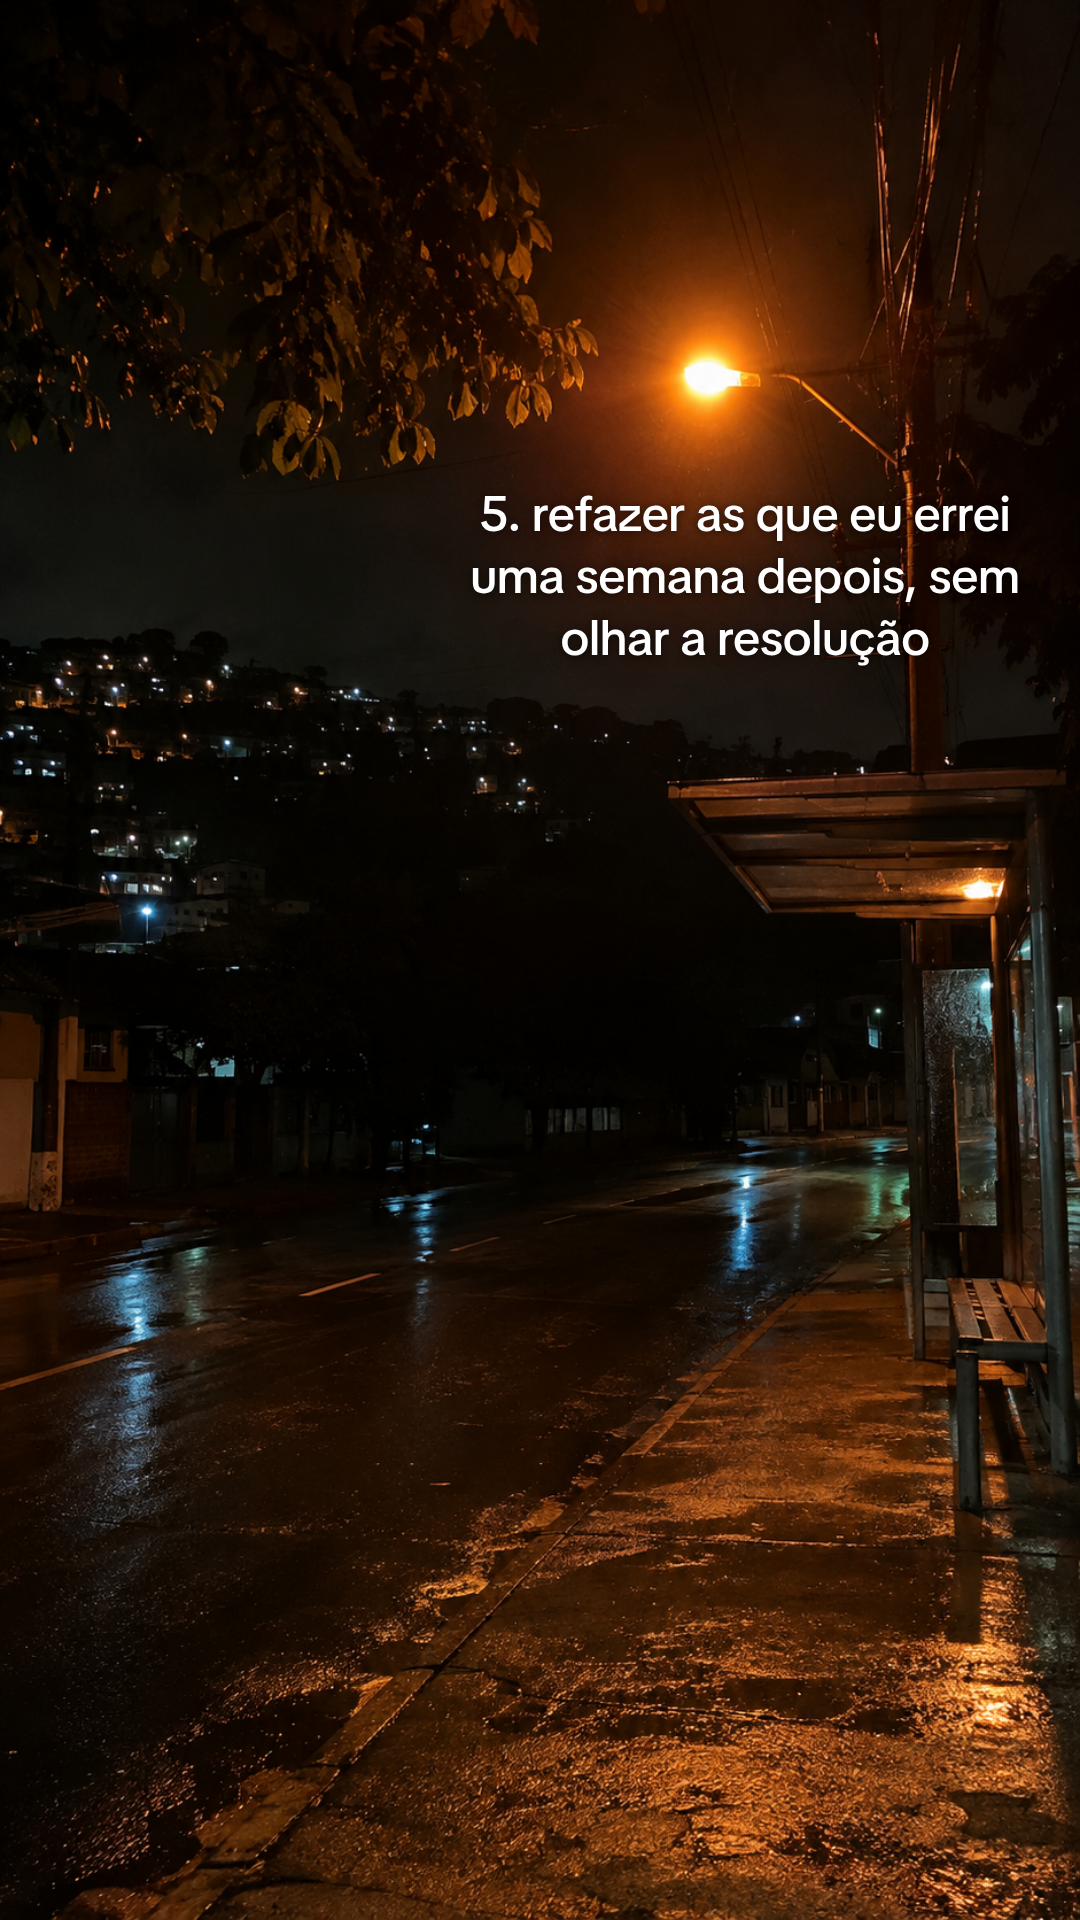 5. refazer as que eu errei
uma semana depois, sem
olhar a resolução